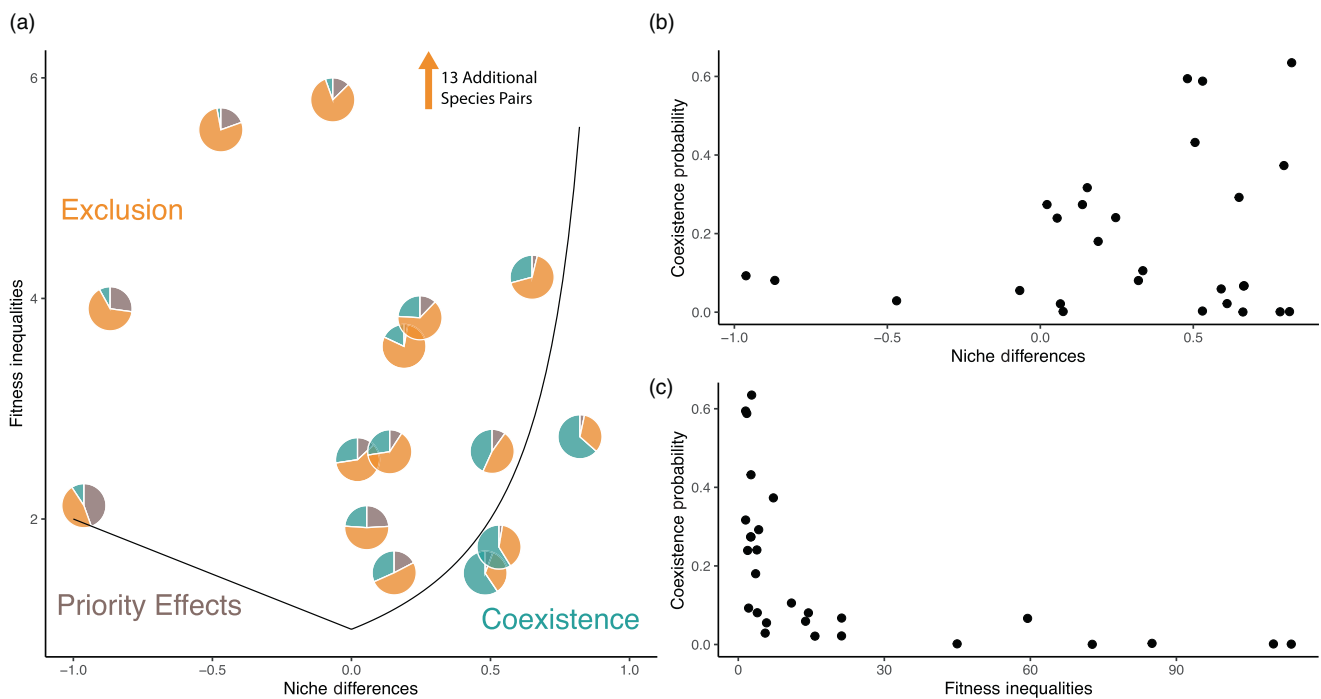 (a)
6
4
2
Fitness inequalities
13 Additional
Species Pairs
Exclusion
Priority Effects
Coexistence
−1.0 −0.5 0.0 0.5 1.0
Niche differences
(b)
0.6
0.4
0.2
0.0
Coexistence probability
−1.0 −0.5 0.0 0.5
Niche differences
(c)
0.6
0.4
0.2
0.0
Coexistence probability
0 30 60 90
Fitness inequalities